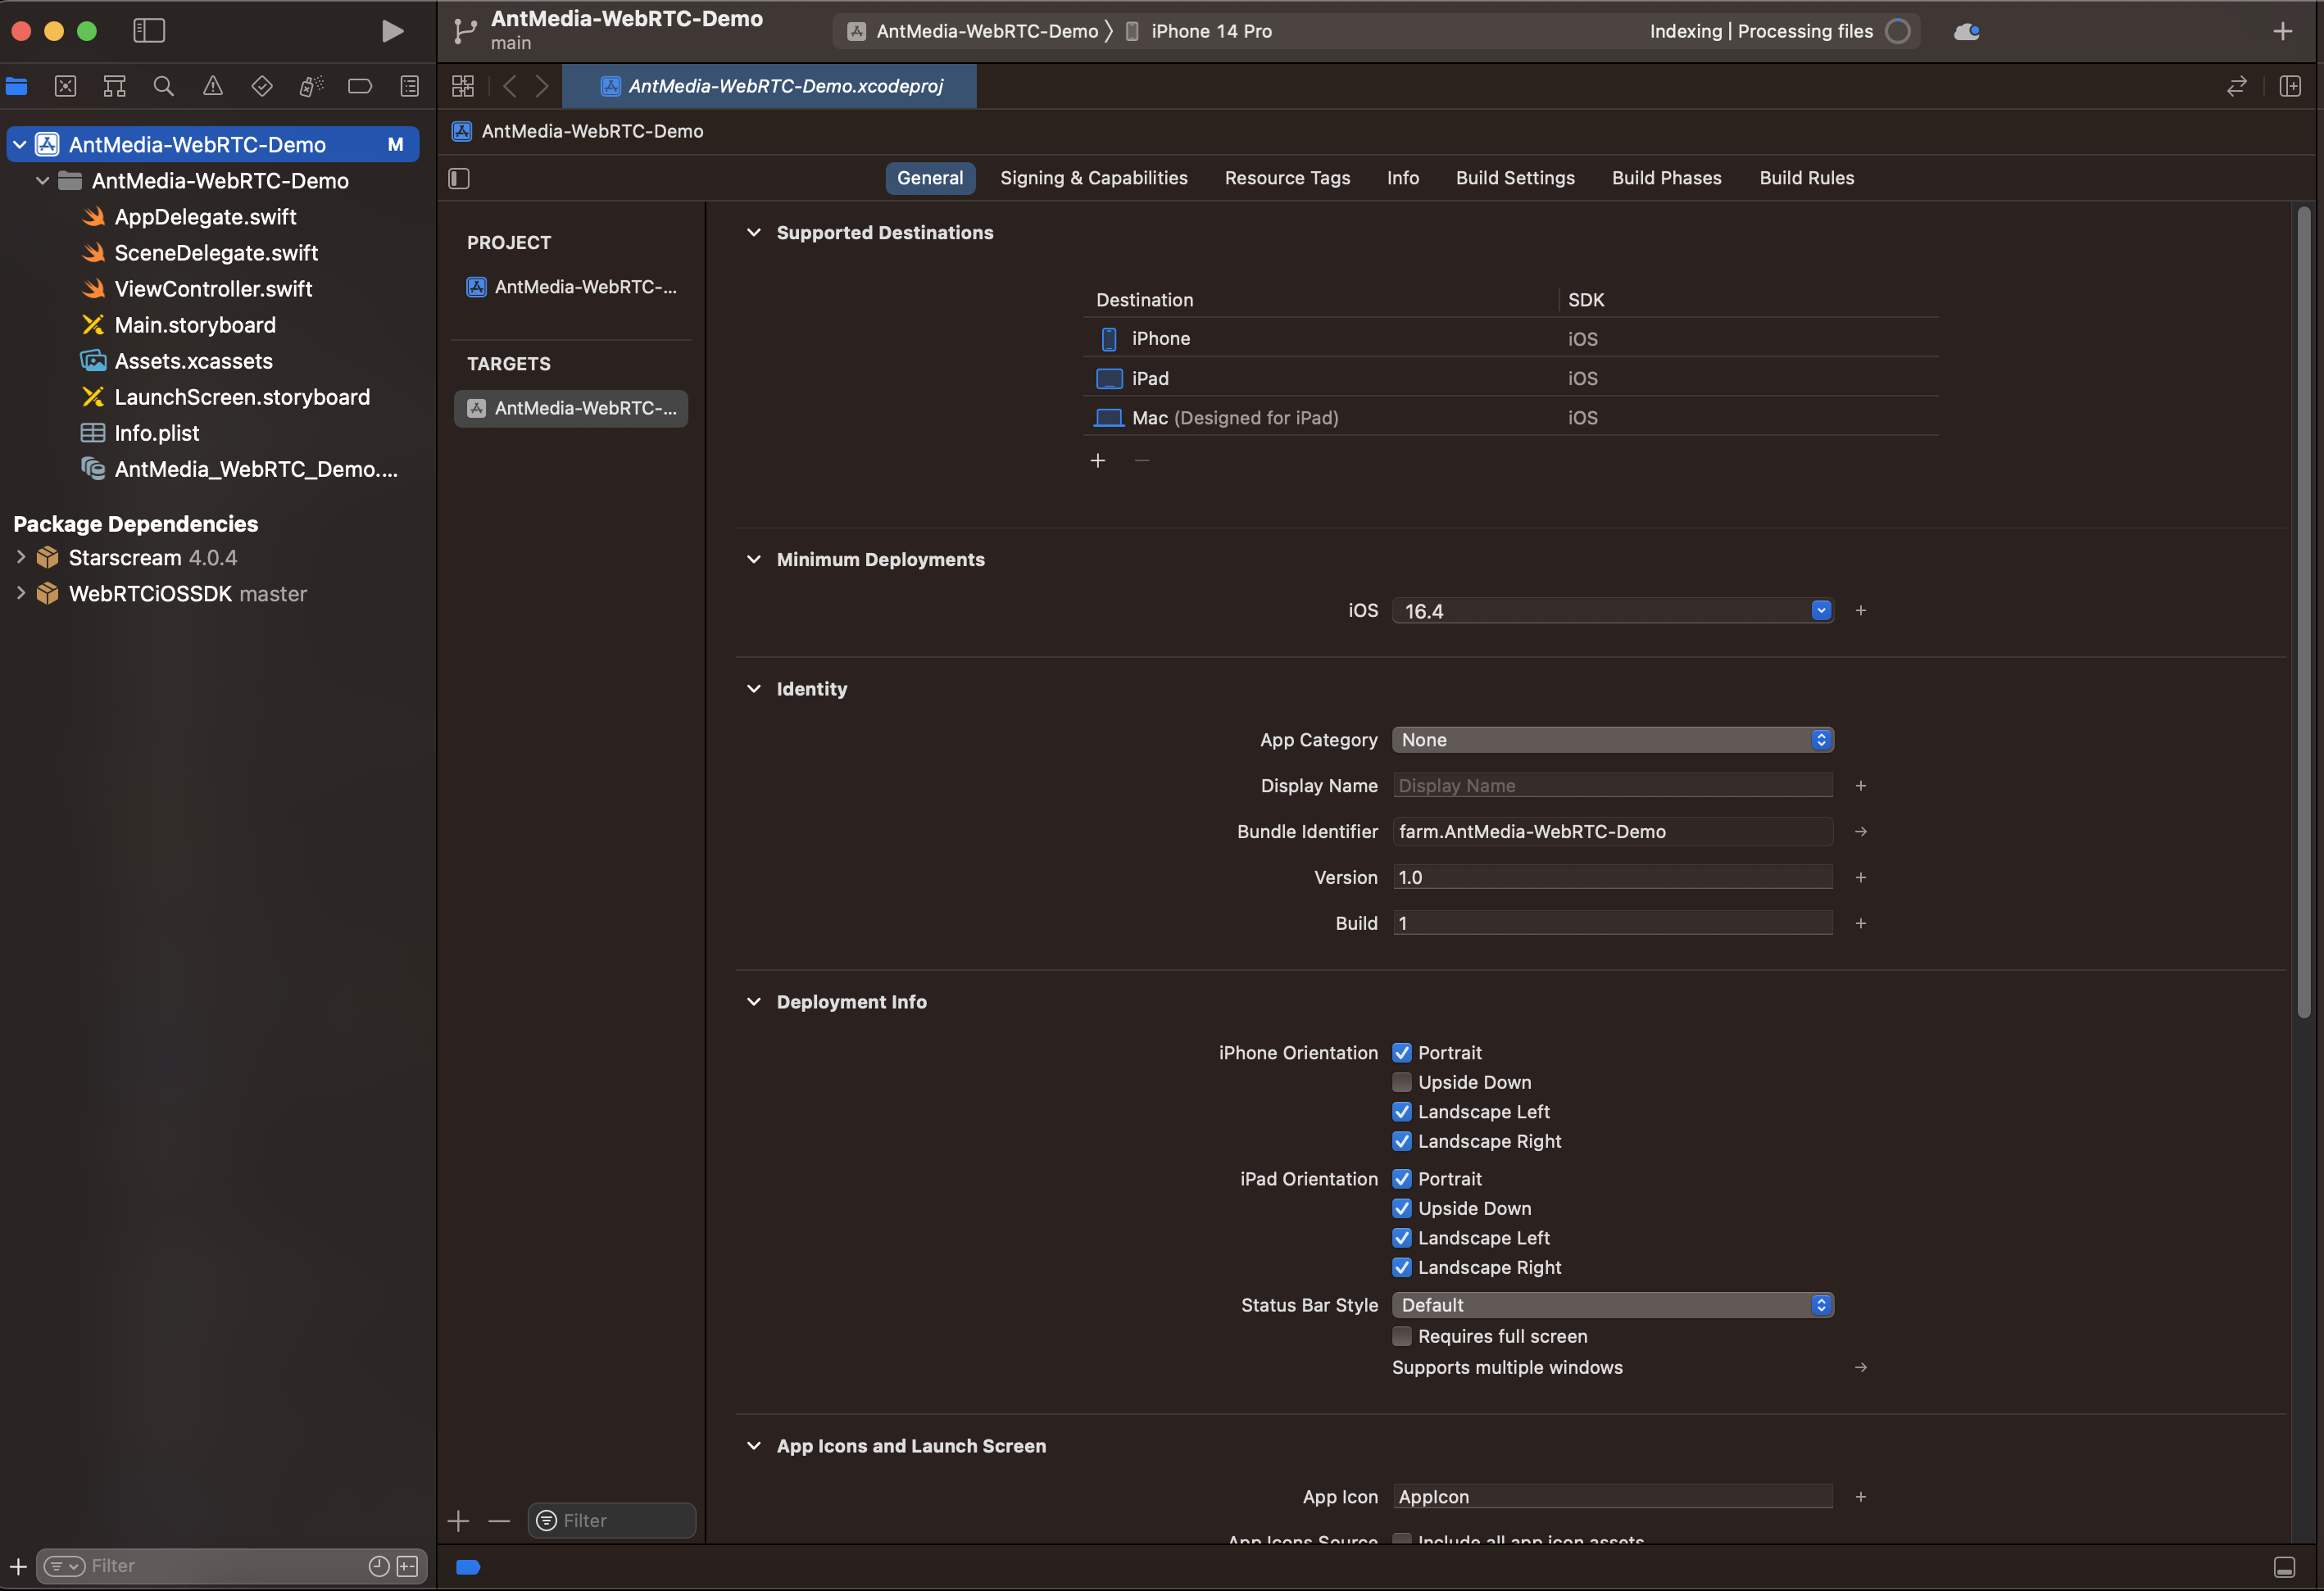 AntMedia-WebRTC-Demo
main
AntMedia-WebRTC-Demo
iPhone 14 Pro
Indexing | Processing files
AntMedia-WebRTC-Demo.xcodeproj
AntMedia-WebRTC-Demo
AntMedia-WebRTC-Demo M
AntMedia-WebRTC-Demo
AppDelegate.swift
SceneDelegate.swift
ViewController.swift
Main.storyboard
Assets.xcassets
LaunchScreen.storyboard
Info.plist
AntMedia_WebRTC_Demo....
Package Dependencies
Starscream 4.0.4
WebRTCiOSSDK master
Filter
General Signing & Capabilities Resource Tags Info Build Settings Build Phases Build Rules
PROJECT
AntMedia-WebRTC-...
TARGETS
AntMedia-WebRTC-...
Filter
Supported Destinations
Destination SDK
iPhone iOS
iPad iOS
Mac (Designed for iPad) iOS
Minimum Deployments
iOS 16.4
Identity
App Category None
Display Name Display Name
Bundle Identifier farm.AntMedia-WebRTC-Demo
Version 1.0
Build 1
Deployment Info
iPhone Orientation Portrait
Upside Down
Landscape Left
Landscape Right
iPad Orientation Portrait
Upside Down
Landscape Left
Landscape Right
Status Bar Style Default
Requires full screen
Supports multiple windows
App Icons and Launch Screen
App Icon AppIcon
App Icons Source Include all app icon assets